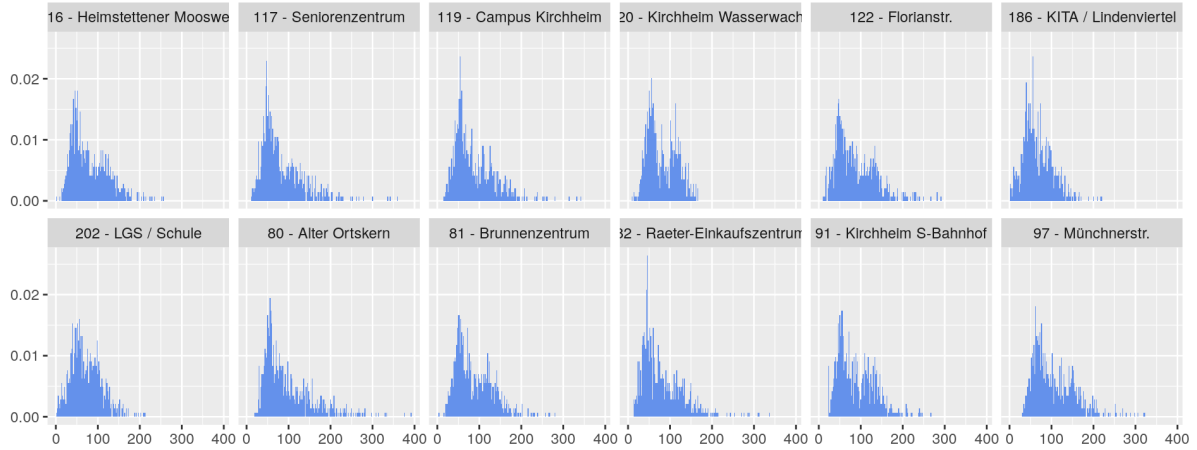 16 - Heimstettener Mooswe
117 - Seniorenzentrum
119 - Campus Kirchheim
20 - Kirchheim Wasserwach
122 - Florianstr.
186 - KITA / Lindenviertel
0.02
0.01
0.00
202 - LGS / Schule
80 - Alter Ortskern
81 - Brunnenzentrum
32 - Raeter-Einkaufszentrum
91 - Kirchheim S-Bahnhof
97 - Münchnerstr.
0.02
0.01
0.00
0 100 200 300 400 0 100 200 300 400 0 100 200 300 400 0 100 200 300 400 0 100 200 300 400 0 100 200 300 400